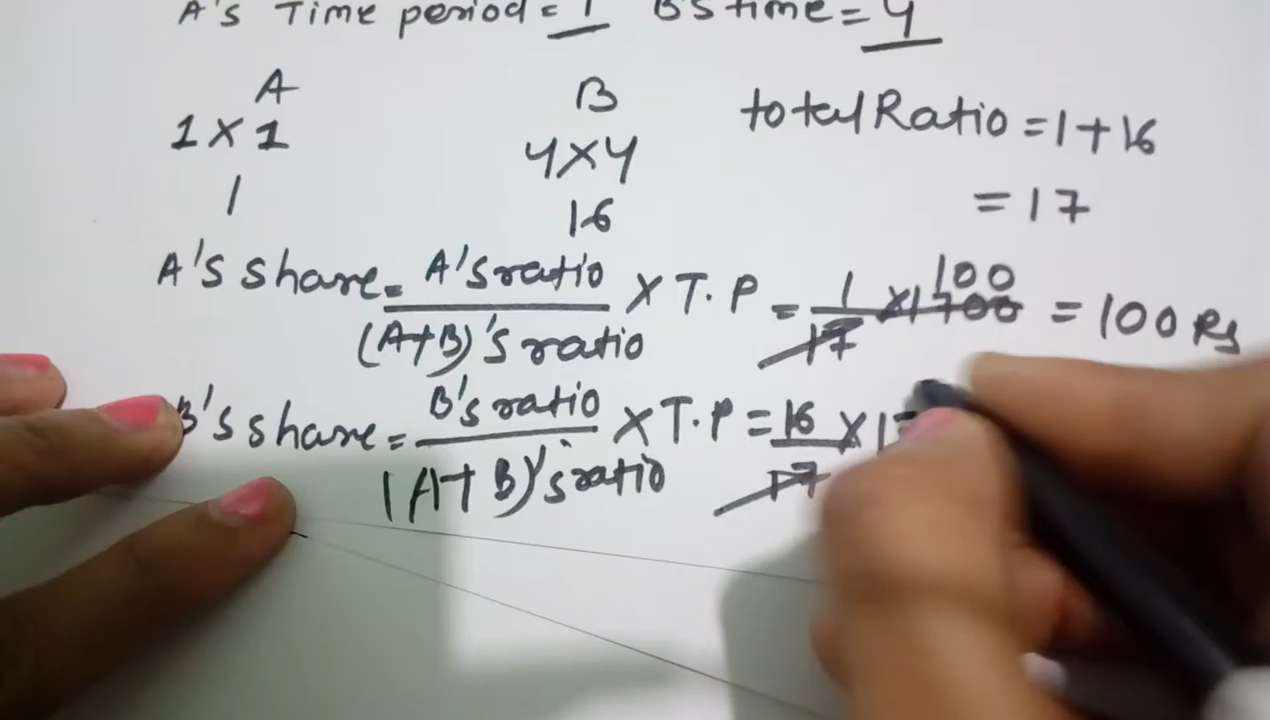 A's Time period = 1 B's time = 4
A B
1 X 1 4 X 4 total Ratio = 1 + 16
1 16 = 17
A's share = A's ratio / (A+B)'s ratio X T.P = 1 / 17 X 1700 100 = 100 Rs
B's share = B's ratio / (A+B)'s ratio X T.P = 16 / 17 X